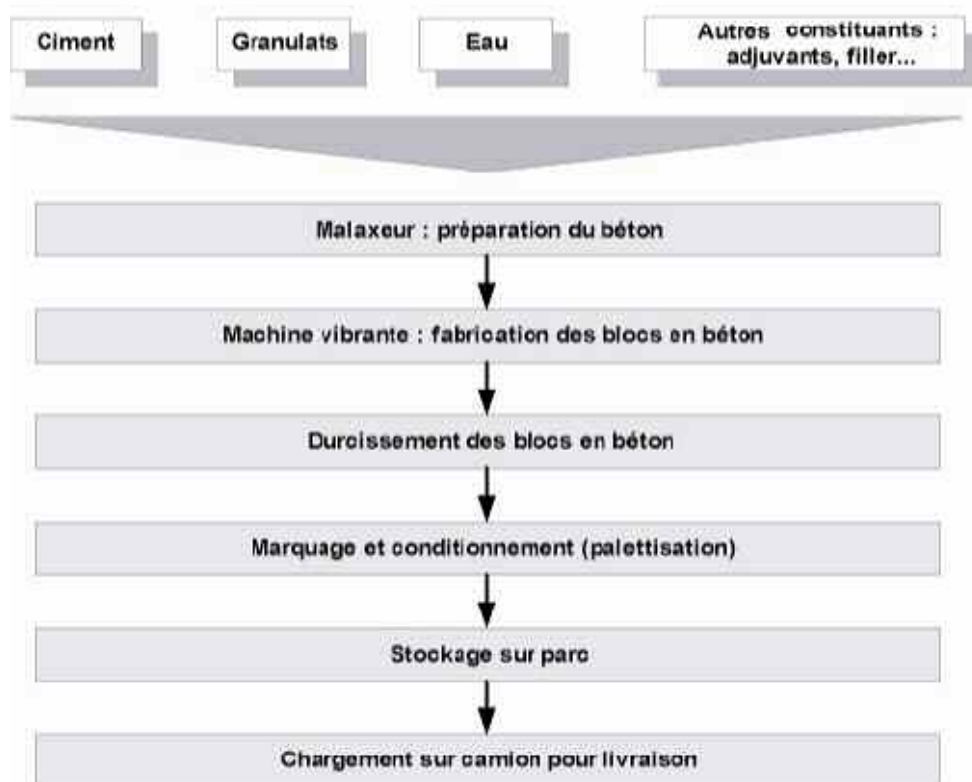 Ciment
Granulats
Eau
Autres constituants :
adjuvants, filler...
Malaxeur : préparation du béton
Machine vibrante : fabrication des blocs en béton
Durcissement des blocs en béton
Marquage et conditionnement (palettisation)
Stockage sur parc
Chargement sur camion pour livraison